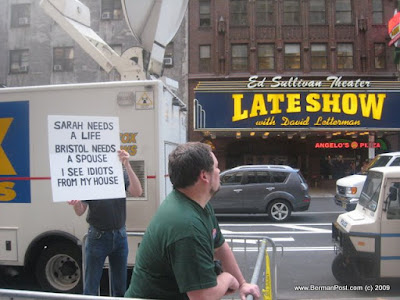 SARAH NEEDS
A LIFE
BRISTOL NEEDS
A SPOUSE
I SEE IDIOTS
FROM MY HOUSE
Ed Sullivan Theater
LATE SHOW
with David Letterman
ANGELO'S PIZZA
www.BermanPost.com (c) 2009